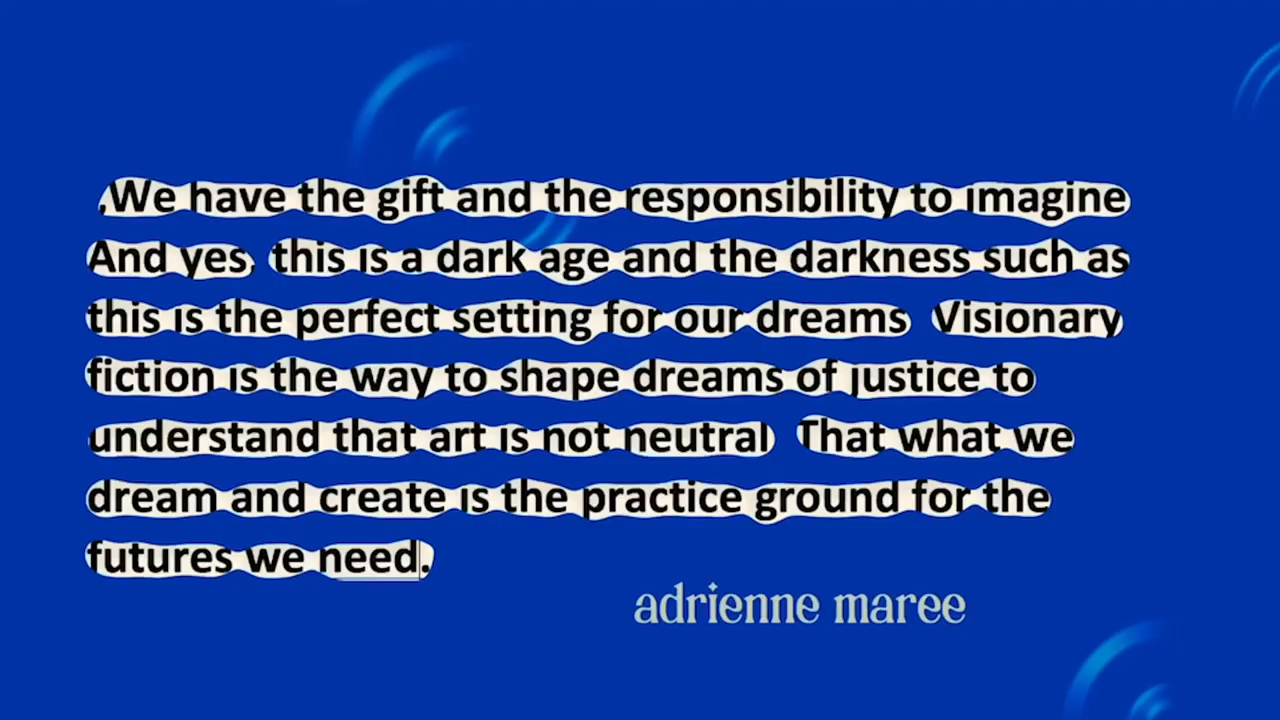 ,We have the gift and the responsibility to imagine
And yes, this is a dark age and the darkness such as
this is the perfect setting for our dreams Visionary
fiction is the way to shape dreams of justice to
understand that art is not neutral That what we
dream and create is the practice ground for the
futures we need.
adrienne maree